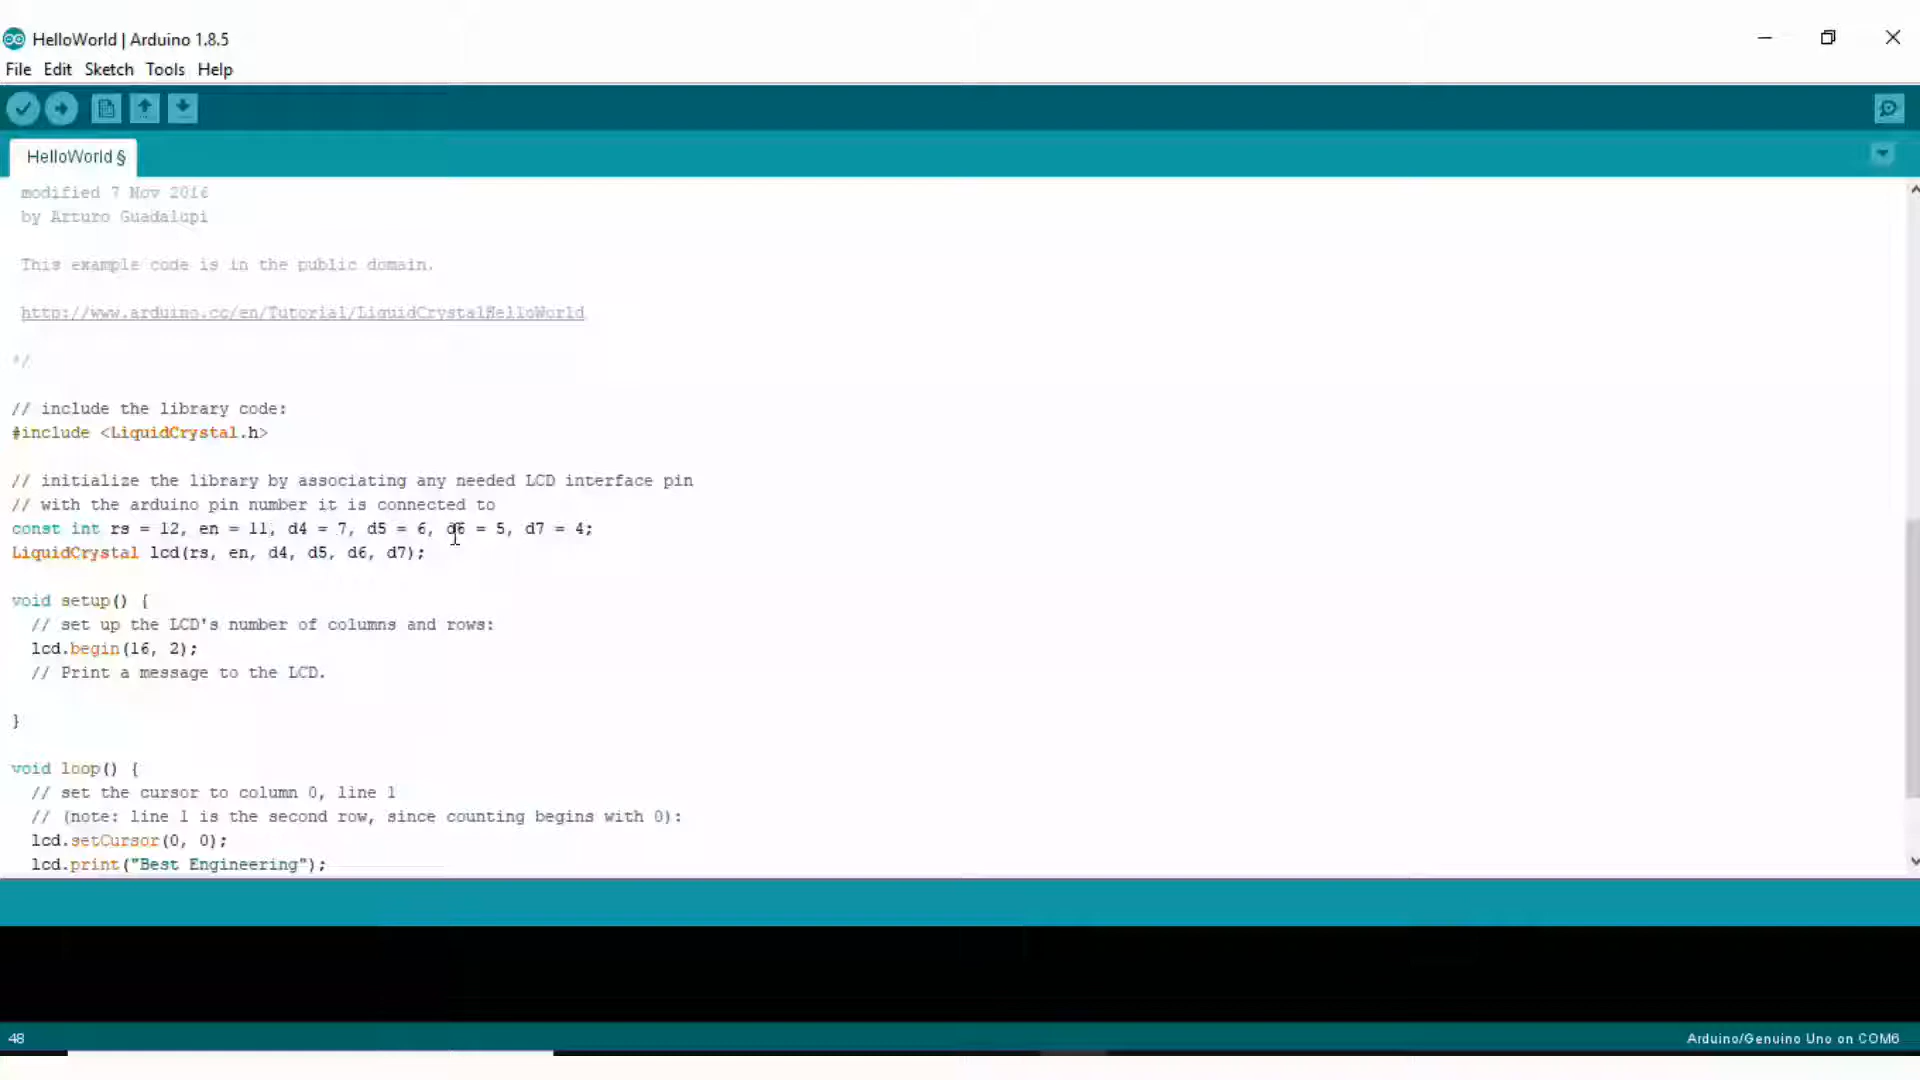 HelloWorld | Arduino 1.8.5
File Edit Sketch Tools Help
HelloWorld §
modified 7 Nov 2016
by Arturo Guadalupi
This example code is in the public domain.
http://www.arduino.cc/en/Tutorial/LiquidCrystalHelloWorld
*/
// include the library code:
#include <LiquidCrystal.h>
// initialize the library by associating any needed LCD interface pin
// with the arduino pin number it is connected to
const int rs = 12, en = 11, d4 = 7, d5 = 6, d6 = 5, d7 = 4;
LiquidCrystal lcd(rs, en, d4, d5, d6, d7);
void setup() {
// set up the LCD's number of columns and rows:
lcd.begin(16, 2);
// Print a message to the LCD.
}
void loop() {
// set the cursor to column 0, line 1
// (note: line 1 is the second row, since counting begins with 0):
lcd.setCursor(0, 0);
lcd.print("Best Engineering");
48
Arduino/Genuino Uno on COM6